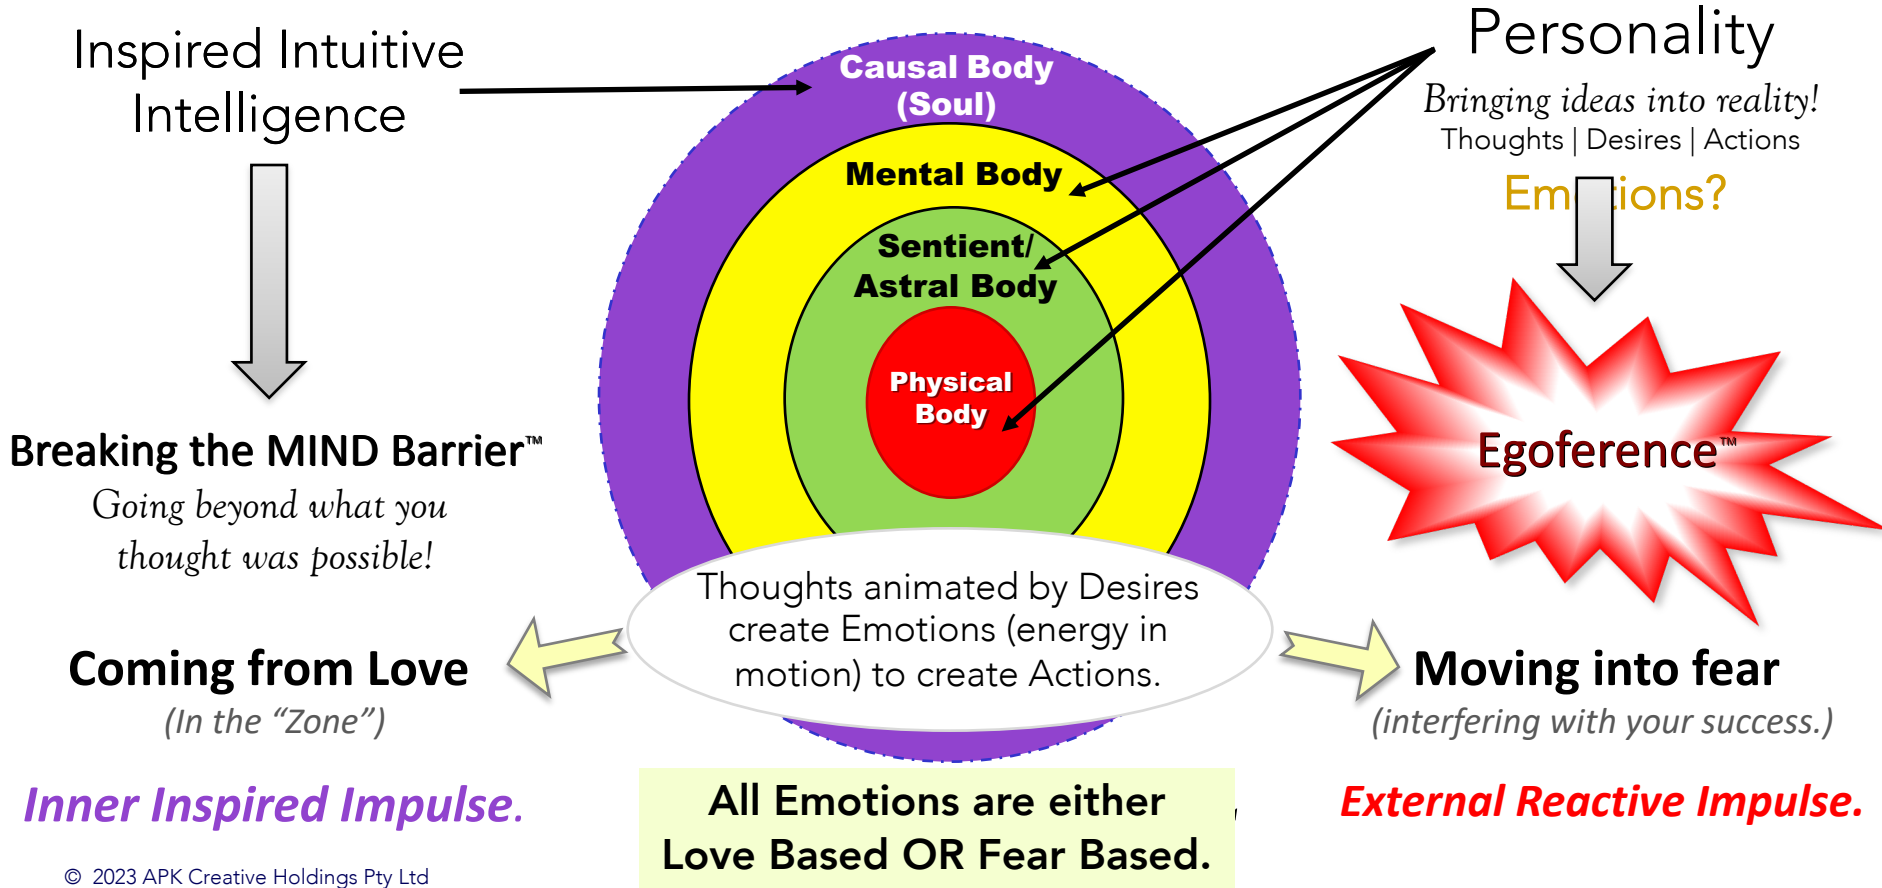 Inspired Intuitive
Intelligence
Breaking the MIND Barrier™
Going beyond what you
thought was possible!
Coming from Love
(In the “Zone”)
Inner Inspired Impulse.
© 2023 APK Creative Holdings Pty Ltd
Causal Body
(Soul)
Mental Body
Sentient/
Astral Body
Physical
Body
Thoughts animated by Desires
create Emotions (energy in
motion) to create Actions.
All Emotions are either
Love Based OR Fear Based.
Personality
Bringing ideas into reality!
Thoughts | Desires | Actions
Egoference™
Moving into fear
(interfering with your success.)
External Reactive Impulse.